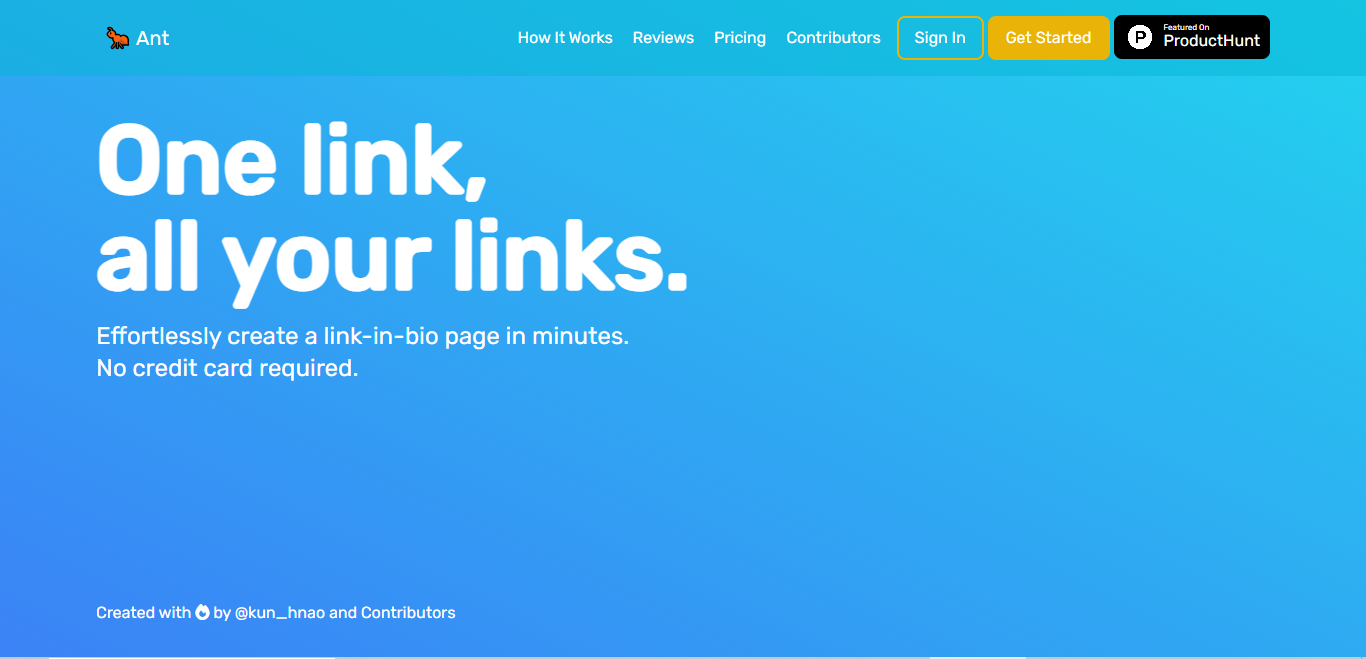 Ant
How It Works
Reviews
Pricing
Contributors
Sign In
Get Started
P
Featured On
ProductHunt
One link,
all your links.
Effortlessly create a link-in-bio page in minutes.
No credit card required.
Created with by @kun_hnao and Contributors